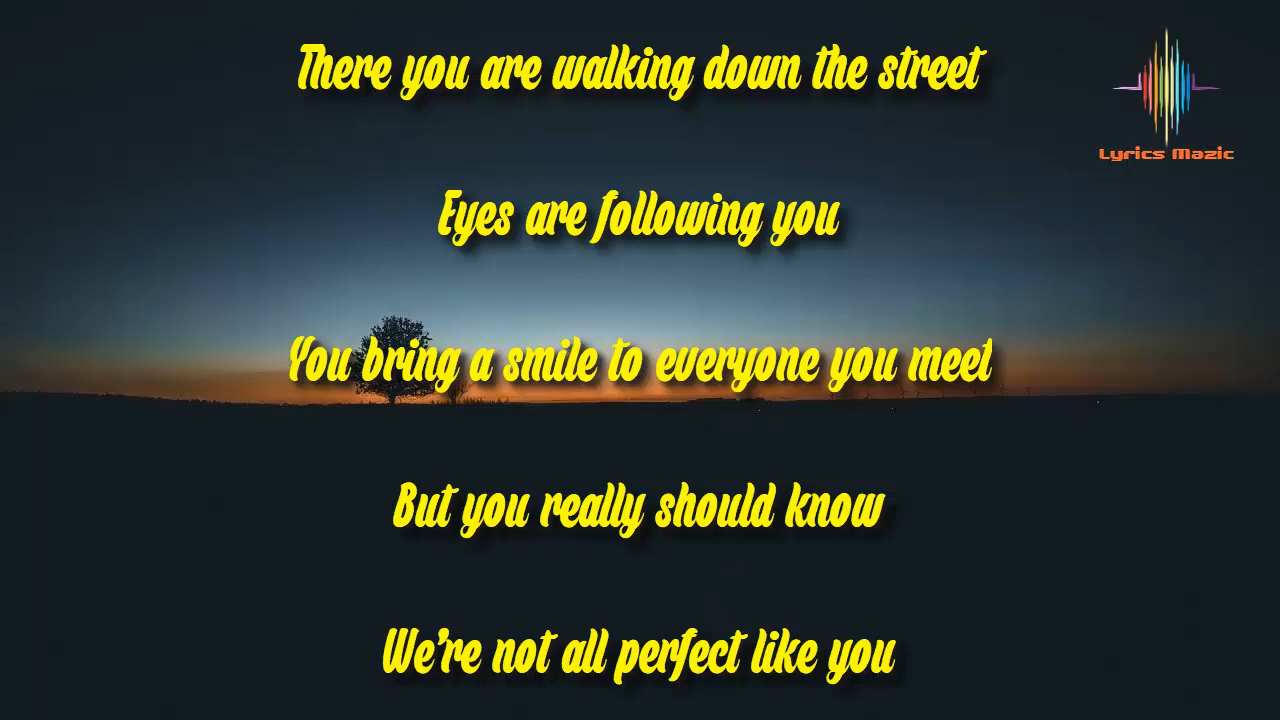 There you are walking down the street
Lyrics Mazic
Eyes are following you
You bring a smile to everyone you meet
But you really should know
We're not all perfect like you